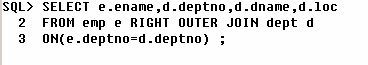 SQL> SELECT e.ename,d.deptno,d.dname,d.loc
2 FROM emp e RIGHT OUTER JOIN dept d
3 ON(e.deptno=d.deptno) ;